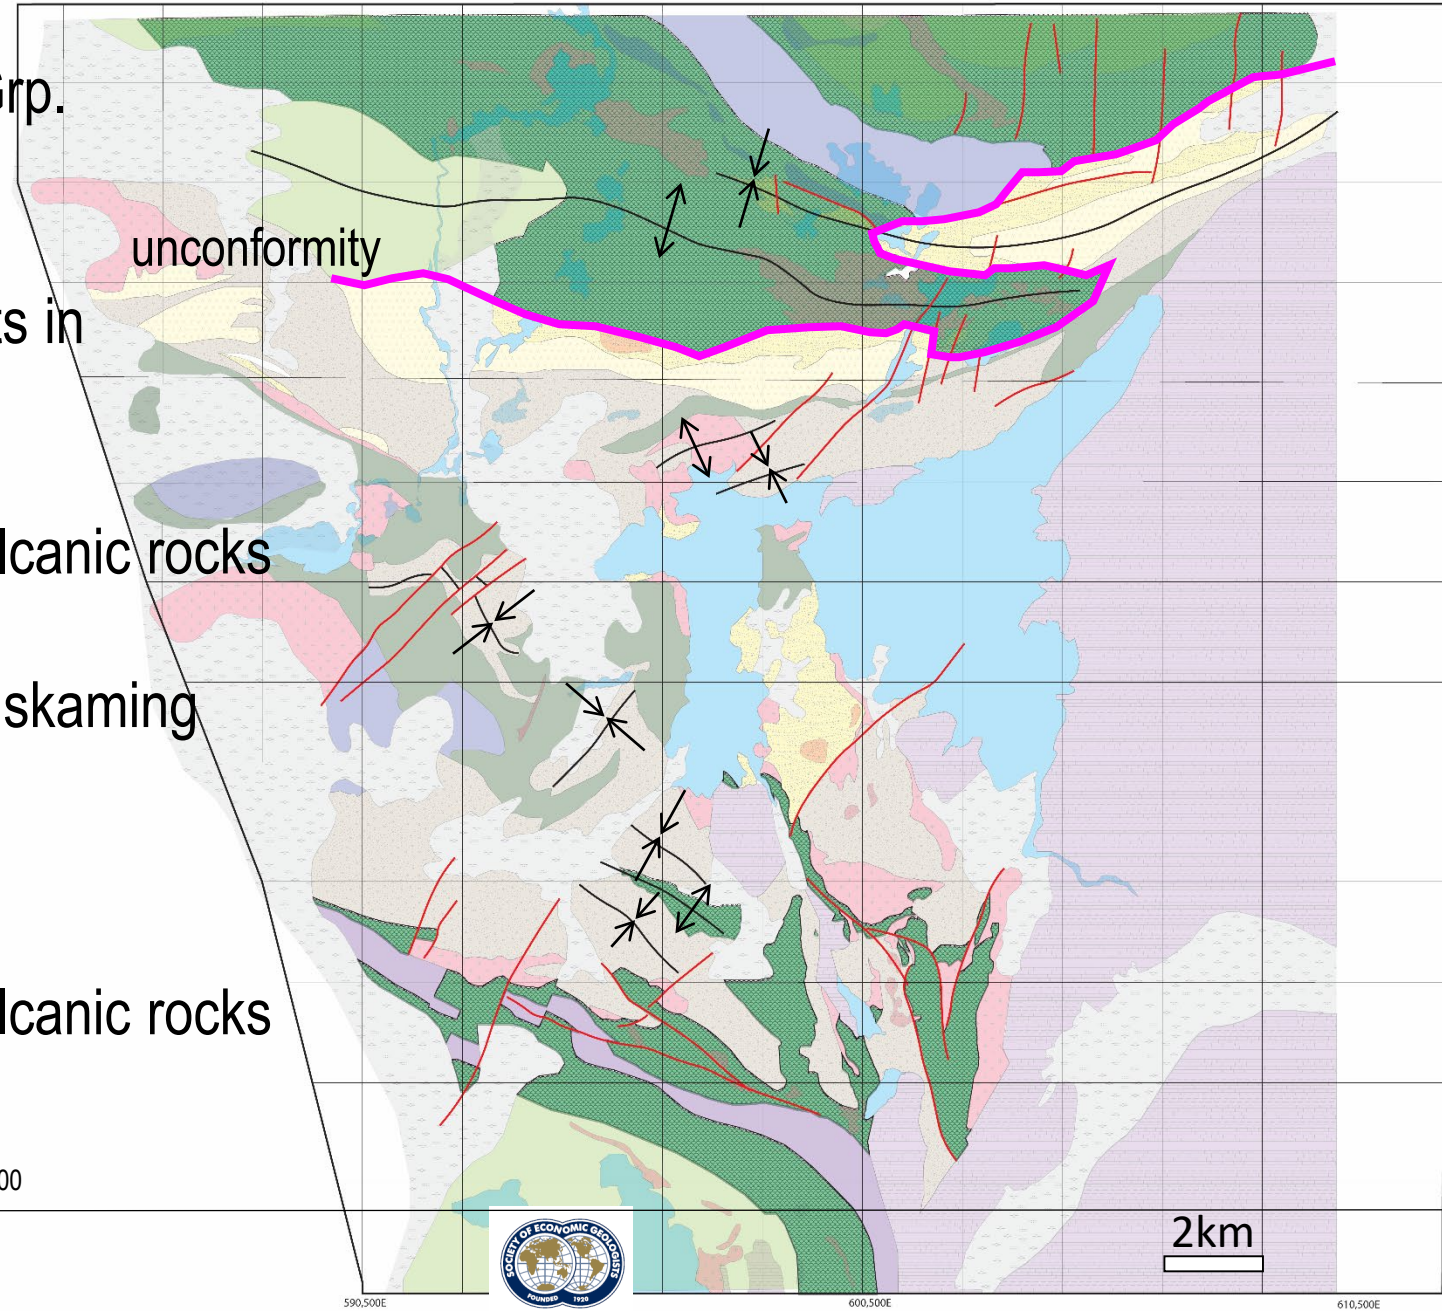 Grp.
unconformity
ts in
lcanic rocks
skaming
lcanic rocks
00
2km
SOCIETY OF ECONOMIC GEOLOGISTS
FOUNDED 1920
590,500E
600,500E
610,500E